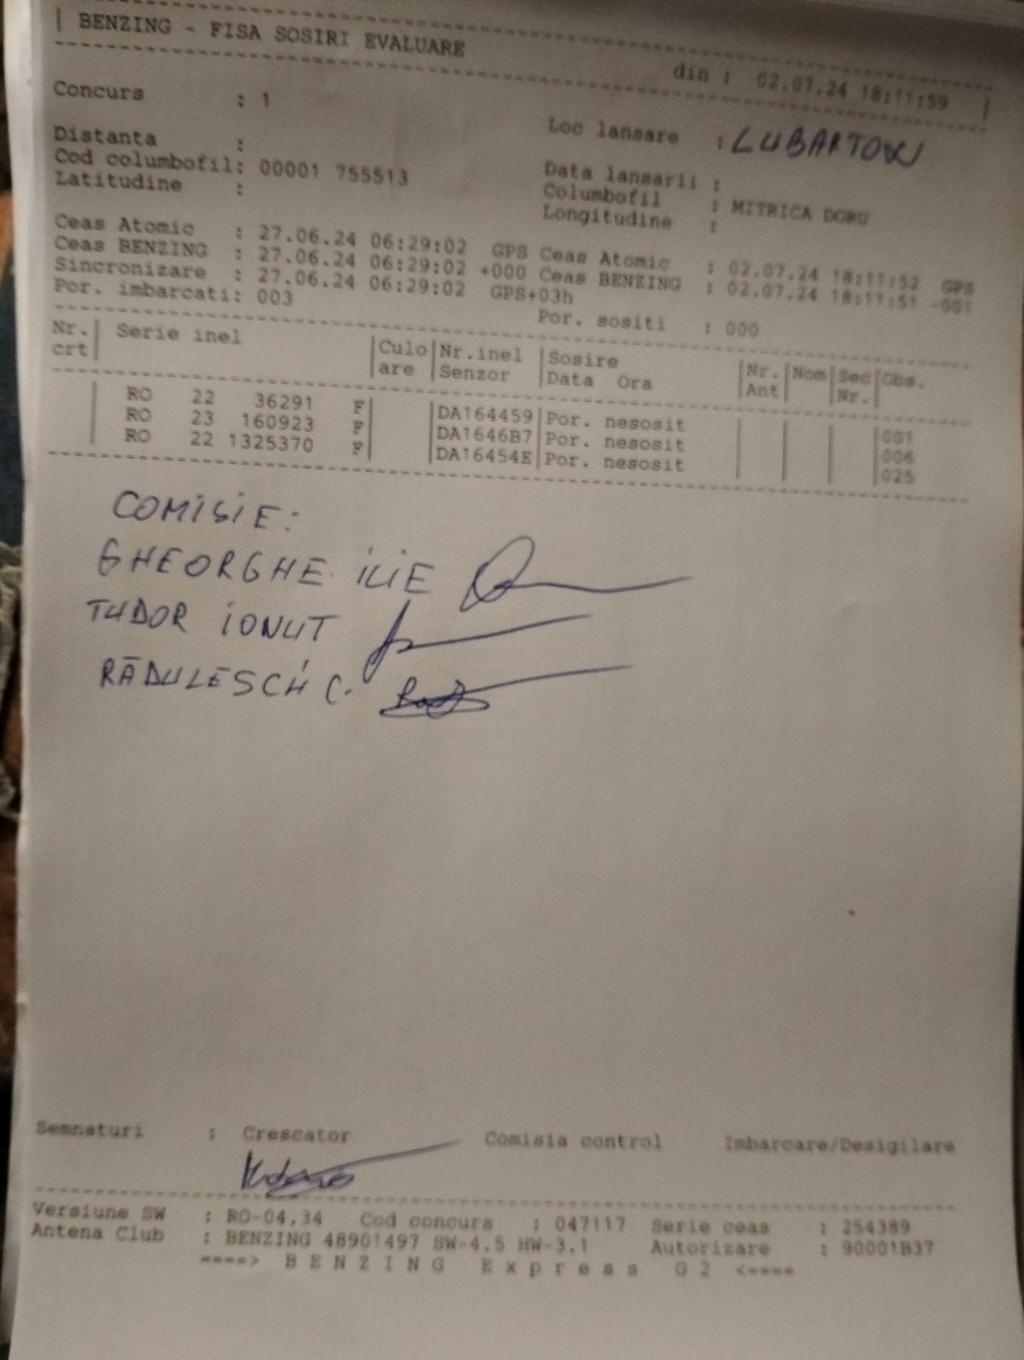 | BENZING - FISA SOSIRI EVALUARE din : 02.07.24 18:11:59 |
Concurs : 1 Loc lansare : LUBARTOW
Distanta : Data lansarii :
Cod columbofil: 00001 755513 Columbofil : MITRICA DORU
Latitudine : Longitudine :
Ceas Atomic : 27.06.24 06:29:02 GPS Ceas Atomic : 02.07.24 18:11:52 GPS
Ceas BENZING : 27.06.24 06:29:02 +000 Ceas BENZING : 02.07.24 18:11:51 -001
Sincronizare : 27.06.24 06:29:02 GPS+03h
Por. imbarcati: 003 Por. sositi : 000
Nr.| Serie inel |Culo|Nr.inel |Sosire |Nr.|Nom|Sec|Obs.
crt| |are |Senzor |Data Ora |Ant| |Nr.|
| RO 22 36291 F| |DA164459|Por. nesosit | | | |001
| RO 23 160923 F| |DA1646B7|Por. nesosit | | | |006
| RO 22 1325370 F| |DA16454E|Por. nesosit | | | |025
COMISIE:
GHEORGHE ILIE
TUDOR IONUT
RĂDULESCU C.
Semnaturi : Crescator Comisia control Imbarcare/Desigilare
Versiune SW : RO-04.34 Cod concurs : 047117 Serie ceas : 254389
Antena Club : BENZING 48901497 SW-4.5 HW-3.1 Autorizare : 90001B37
====> B E N Z I N G E x p r e s s G 2 <====